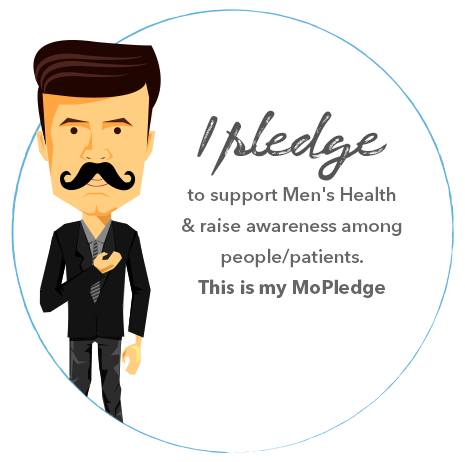 I pledge
to support Men's Health
& raise awareness among
people/patients.
This is my MoPledge